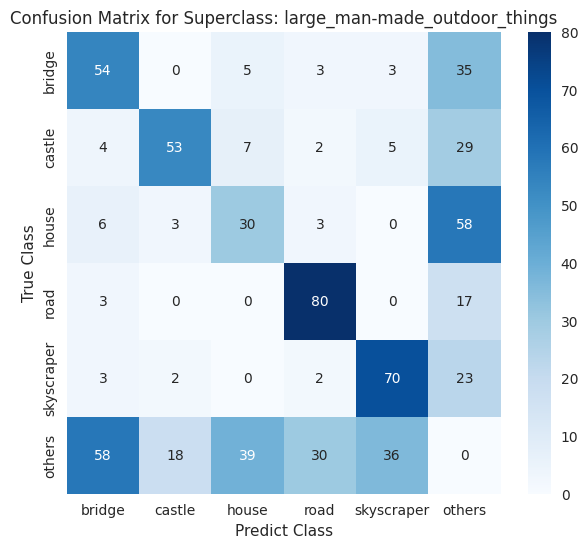 Confusion Matrix for Superclass: large_man-made_outdoor_things
True Class
bridge 54 0 5 3 3 35
castle 4 53 7 2 5 29
house 6 3 30 3 0 58
road 3 0 0 80 0 17
skyscraper 3 2 0 2 70 23
others 58 18 39 30 36 0
bridge castle house road skyscraper others
Predict Class
80
70
60
50
40
30
20
10
0